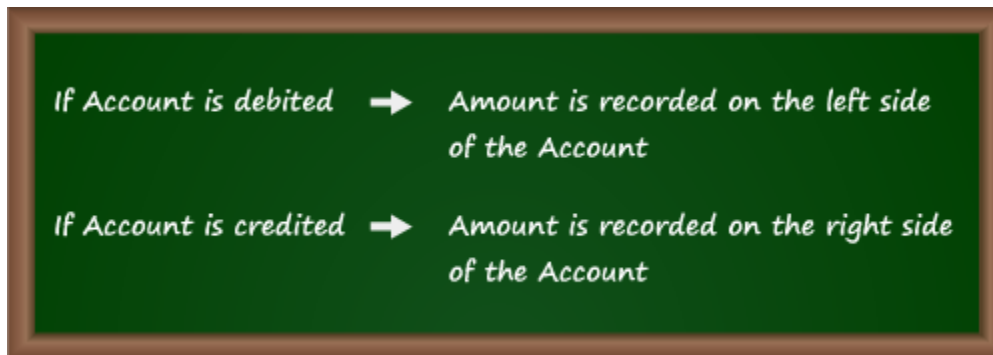 If Account is debited ➡ Amount is recorded on the left side
of the Account
If Account is credited ➡ Amount is recorded on the right side
of the Account